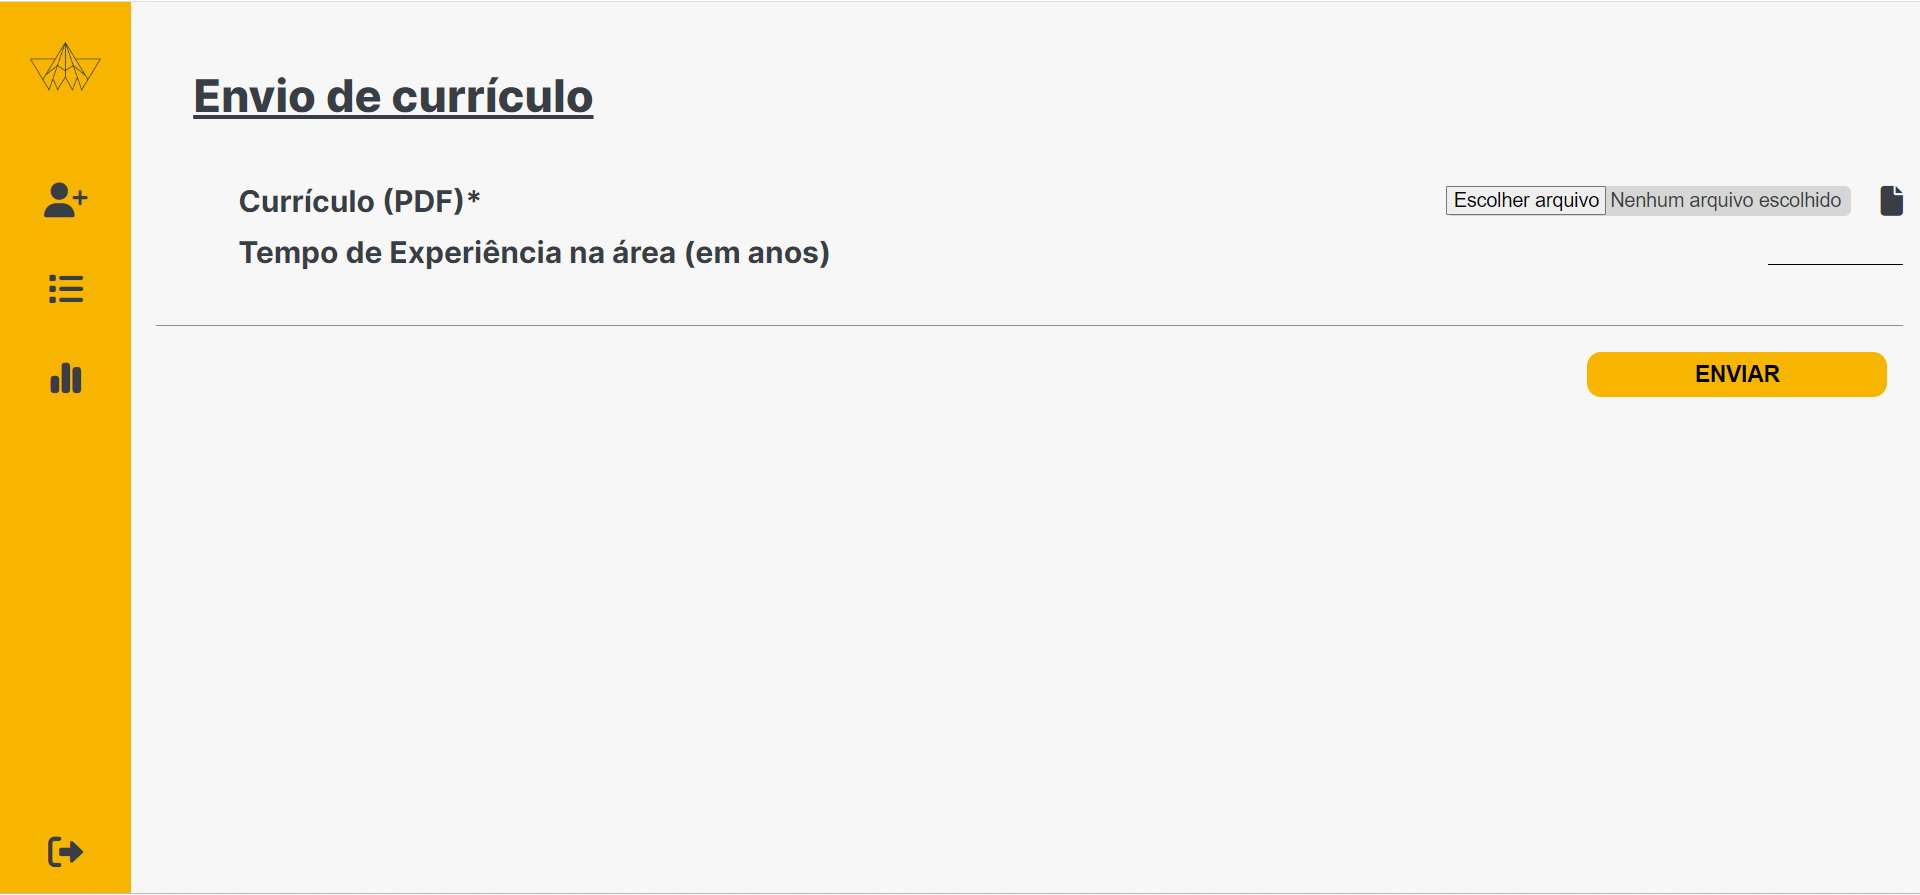 Envio de currículo
Currículo (PDF)* Escolher arquivo Nenhum arquivo escolhido
Tempo de Experiência na área (em anos)
ENVIAR